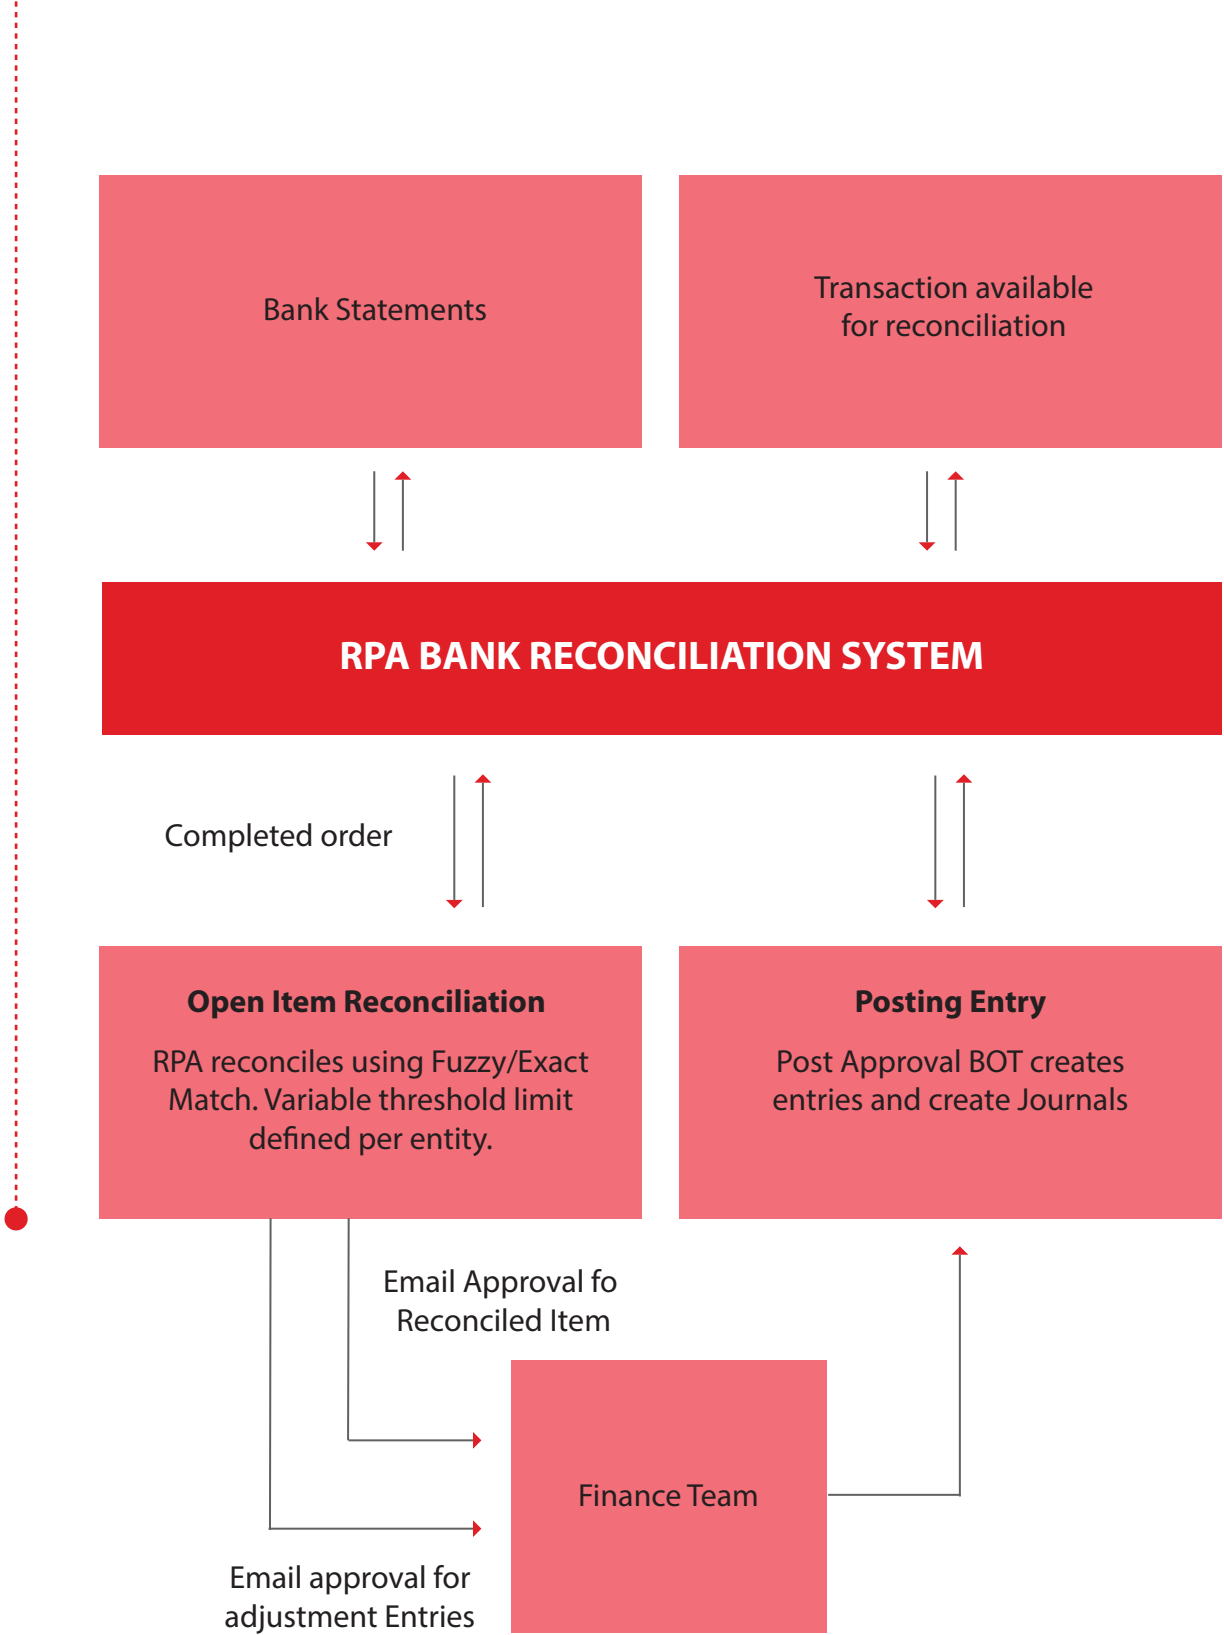 Bank Statements
Transaction available
for reconciliation
RPA BANK RECONCILIATION SYSTEM
Completed order
Open Item Reconciliation
RPA reconciles using Fuzzy/Exact
Match. Variable threshold limit
defined per entity.
Posting Entry
Post Approval BOT creates
entries and create Journals
Email Approval fo
Reconciled Item
Finance Team
Email approval for
adjustment Entries